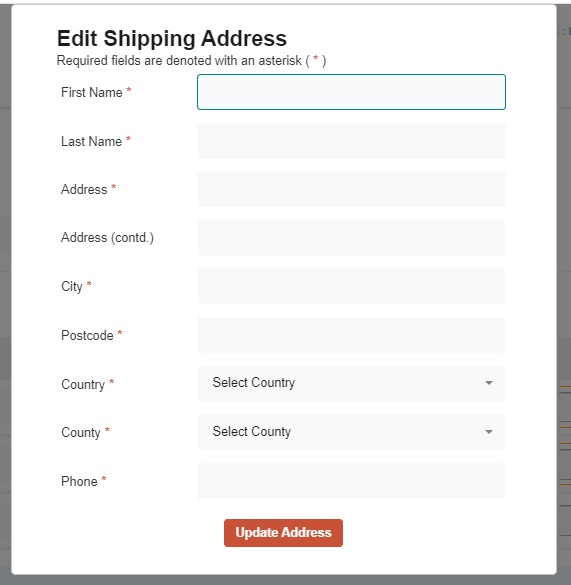 Edit Shipping Address
Required fields are denoted with an asterisk ( * )
First Name *
Last Name *
Address *
Address (contd.)
City *
Postcode *
Country * Select Country
County * Select County
Phone *
Update Address